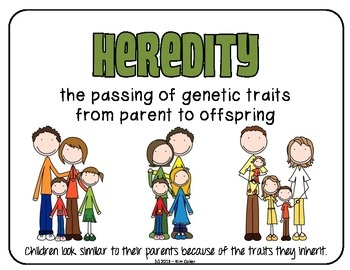 HEREDITY
the passing of genetic traits
from parent to offspring
Children look similar to their parents because of the traits they inherit.